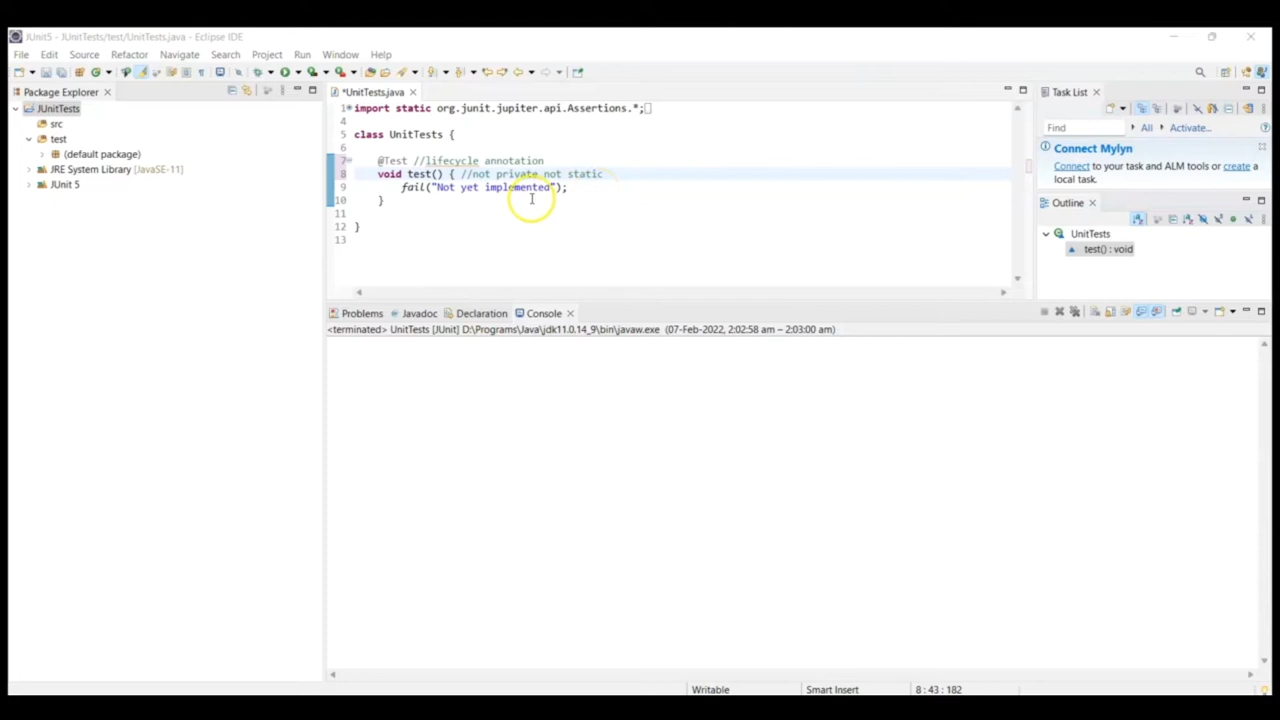 JUnit5 - JUnitTests/test/UnitTests.java - Eclipse IDE
File Edit Source Refactor Navigate Search Project Run Window Help
Package Explorer
JUnitTests
src
test
(default package)
JRE System Library [JavaSE-11]
JUnit 5
*UnitTests.java
1 import static org.junit.jupiter.api.Assertions.*;
4
5 class UnitTests {
6
7 @Test //lifecycle annotation
8 void test() { //not private not static
9 fail("Not yet implemented");
10 }
11
12 }
13
Task List
Find All Activate...
Connect Mylyn
Connect to your task and ALM tools or create a
local task.
Outline
UnitTests
test() : void
Problems Javadoc Declaration Console
<terminated> UnitTests [JUnit] D:\Programs\Java\jdk11.0.14_9\bin\javaw.exe (07-Feb-2022, 2:02:58 am – 2:03:00 am)
Writable Smart Insert 8 : 43 : 182